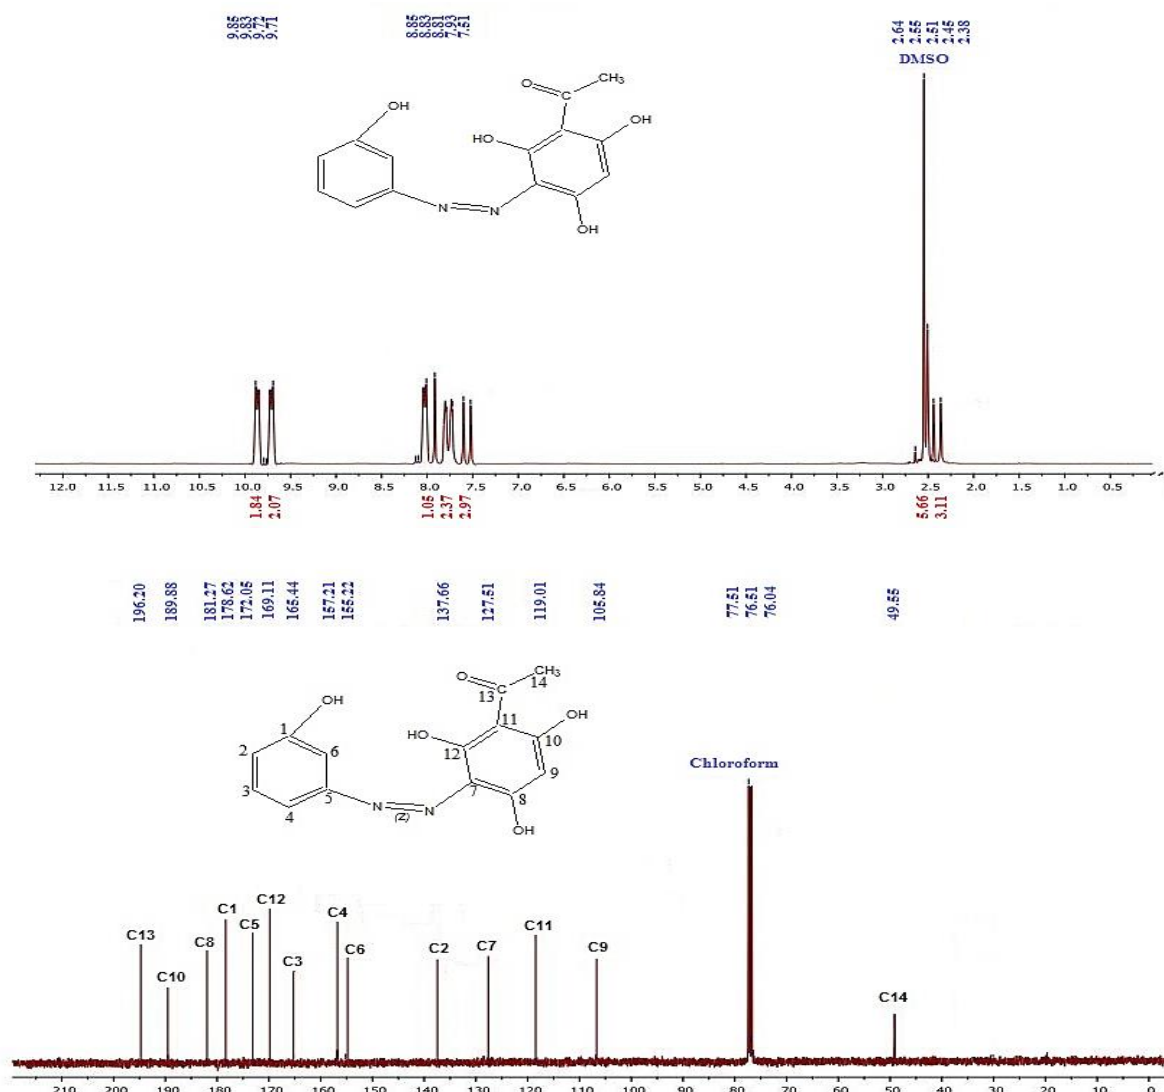 9.85 9.83 9.72 9.71 8.85 8.83 8.81 7.93 7.51 2.64 2.55 2.51 2.45 2.38
DMSO
O CH3
C
OH
HO OH
N N
OH
12.0 11.5 11.0 10.5 10.0 9.5 9.0 8.5 8.0 7.5 7.0 6.5 6.0 5.5 5.0 4.5 4.0 3.5 3.0 2.5 2.0 1.5 1.0 0.5
1.84 2.07 1.05 2.37 2.97 5.66 3.11
196.20 189.88 181.27 178.62 172.05 169.11 165.44 157.21 155.22 137.66 127.51 119.01 105.84 77.51 76.51 76.04 49.55
O CH3
C 14
13
OH
11 OH
1 HO 10
2 6 12
9
3 5 7 8
4 N N
(Z)
OH
Chloroform
C13 C10 C8 C1 C5 C12 C3 C4 C6 C2 C7 C11 C9 C14
210 200 190 180 170 160 150 140 130 120 110 100 90 80 70 60 50 40 30 20 10 0